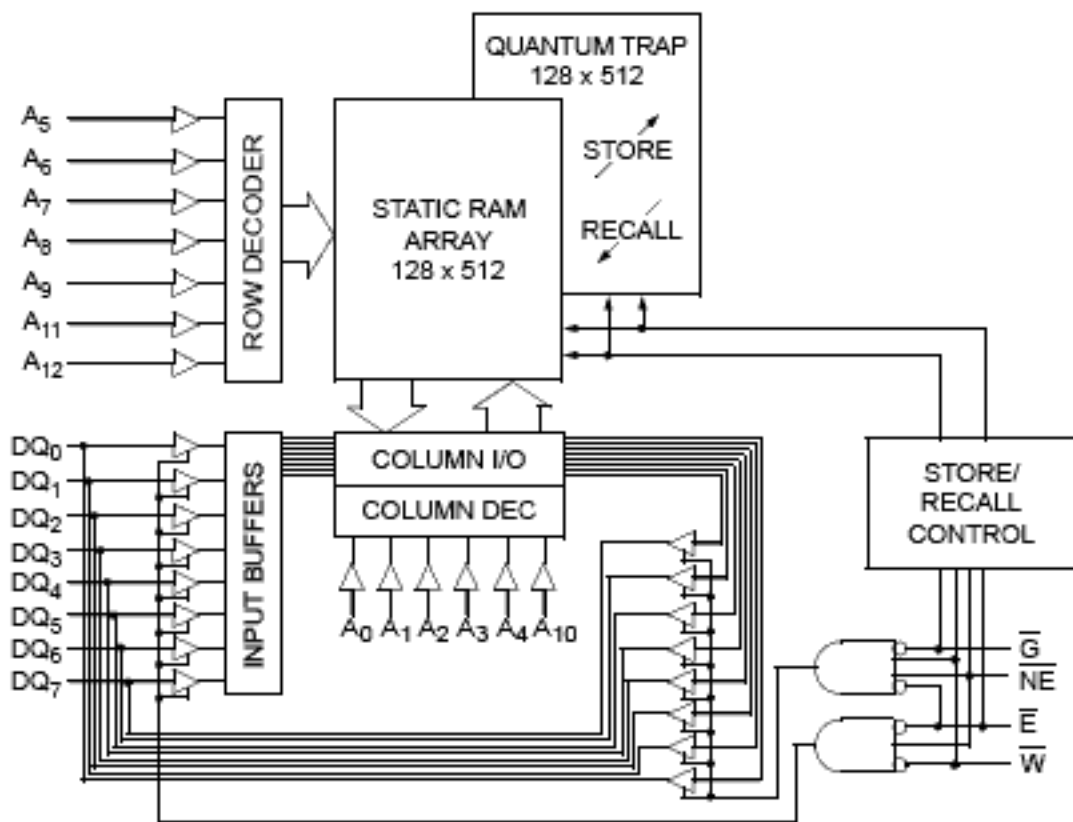 QUANTUM TRAP
128 x 512
STORE
RECALL
A5
A6
A7
A8
A9
A11
A12
ROW DECODER
STATIC RAM
ARRAY
128 x 512
DQ0
DQ1
DQ2
DQ3
DQ4
DQ5
DQ6
DQ7
INPUT BUFFERS
COLUMN I/O
COLUMN DEC
A0 A1 A2 A3 A4 A10
STORE/
RECALL
CONTROL
G̅
N̅E̅
E̅
W̅